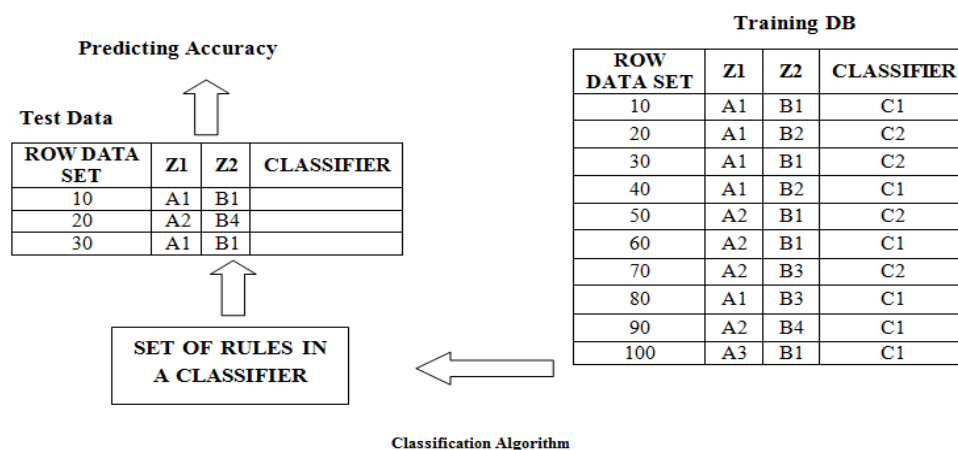 Predicting Accuracy
Test Data
ROW DATA SET Z1 Z2 CLASSIFIER
10 A1 B1
20 A2 B4
30 A1 B1
SET OF RULES IN
A CLASSIFIER
Training DB
ROW DATA SET Z1 Z2 CLASSIFIER
10 A1 B1 C1
20 A1 B2 C2
30 A1 B1 C2
40 A1 B2 C1
50 A2 B1 C2
60 A2 B1 C1
70 A2 B3 C2
80 A1 B3 C1
90 A2 B4 C1
100 A3 B1 C1
Classification Algorithm